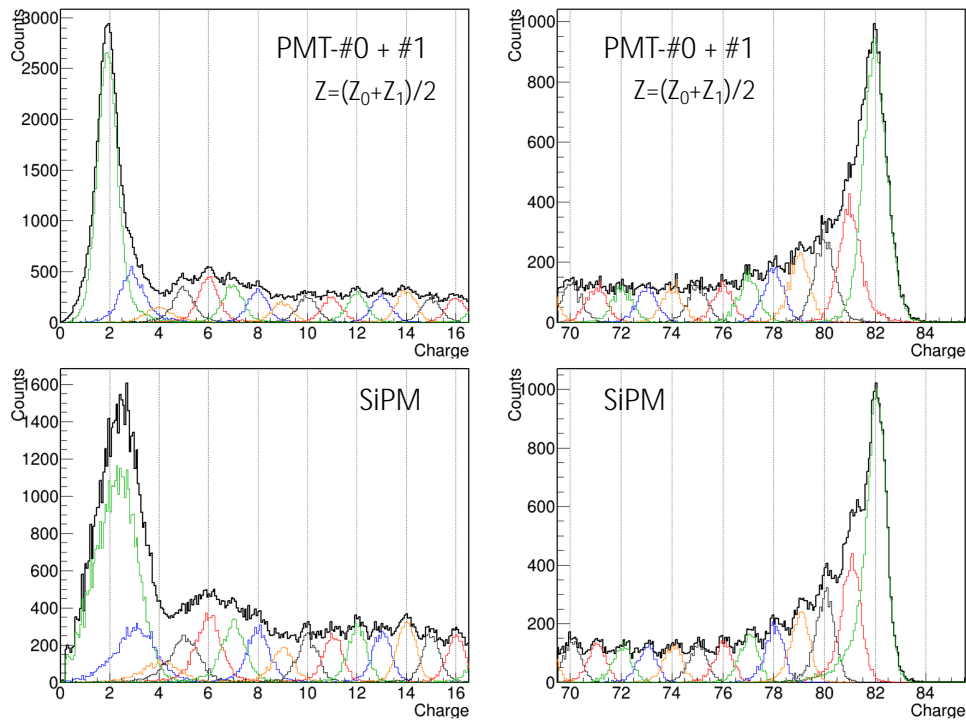 Counts
3000
2500
2000
1500
1000
500
0
PMT-#0 + #1
Z=(Z₀+Z₁)/2
0 2 4 6 8 10 12 14 16
Charge
Counts
1000
800
600
400
200
0
PMT-#0 + #1
Z=(Z₀+Z₁)/2
70 72 74 76 78 80 82 84
Charge
Counts
1600
1400
1200
1000
800
600
400
200
0
SiPM
0 2 4 6 8 10 12 14 16
Charge
Counts
1000
800
600
400
200
0
SiPM
70 72 74 76 78 80 82 84
Charge